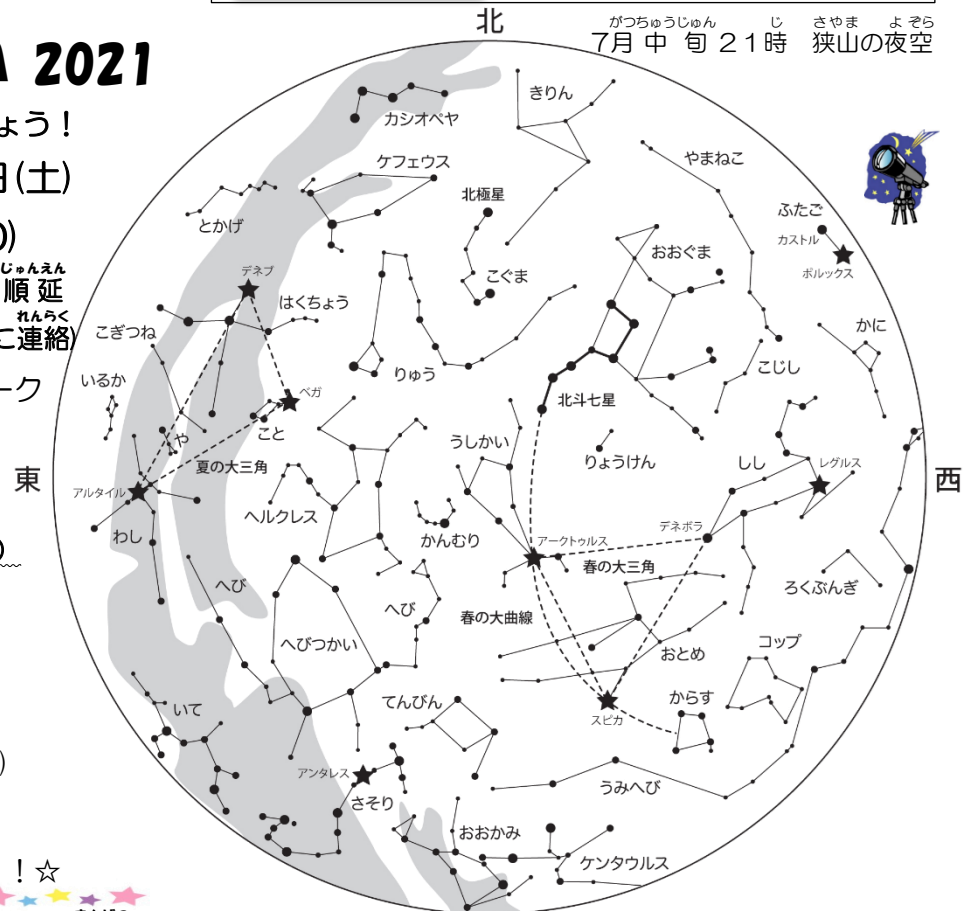 北
がつちゅうじゅん じ さやま よぞら
7月中旬 21時 狭山の夜空
2021
ょう！
(土)
じゅんえん
順延
れんらく
に連絡)
ーク
の
)
！☆
東
西
きりん
カシオペヤ
ケフェウス
やまねこ
北極星
とかげ
ふたご
カストル
ポルックス
おおぐま
デネブ
こぐま
はくちょう
こぎつね
かに
りゅう
こじし
いるか
ベガ
北斗七星
こと
や
うしかい
りょうけん
しし
レグルス
夏の大三角
アルタイル
ヘルクレス
デネボラ
わし
かんむり
アークトゥルス
春の大三角
へび
へび
ろくぶんぎ
春の大曲線
へびつかい
おとめ
コップ
てんびん
からす
いて
スピカ
アンタレス
さそり
うみへび
おおかみ
ケンタウルス